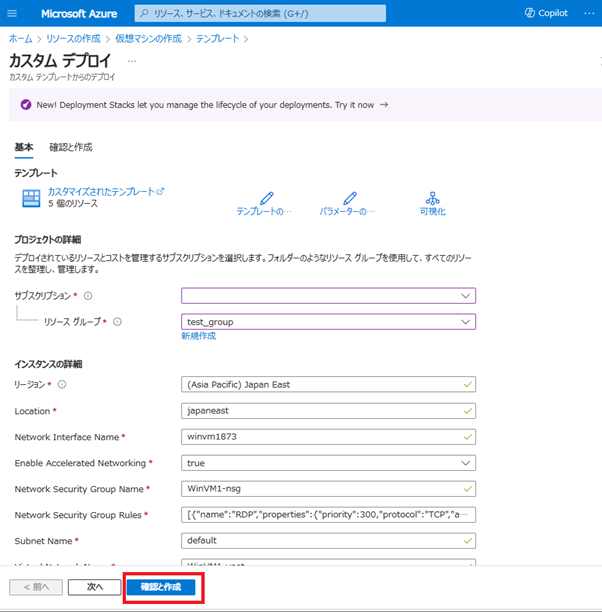 Microsoft Azure
リソース、サービス、ドキュメントの検索 (G+/)
Copilot
ホーム > リソースの作成 > 仮想マシンの作成 > テンプレート >
カスタム デプロイ ...
カスタム テンプレートからのデプロイ
New! Deployment Stacks let you manage the lifecycle of your deployments. Try it now →
基本 確認と作成
テンプレート
カスタマイズされたテンプレート
5 個のリソース
テンプレートの… パラメーターの… 可視化
プロジェクトの詳細
デプロイされているリソースとコストを管理するサブスクリプションを選択します。フォルダーのようなリソース グループを使用して、すべてのリソー
スを整理し、管理します。
サブスクリプション *
リソース グループ * test_group
新規作成
インスタンスの詳細
リージョン * (Asia Pacific) Japan East
Location * japaneast
Network Interface Name * winvm1873
Enable Accelerated Networking * true
Network Security Group Name * WinVM1-nsg
Network Security Group Rules * [{"name":"RDP","properties":{"priority":300,"protocol":"TCP","a…
Subnet Name * default
Virtual Network Name * WinVM1-vnet
< 前へ 次へ 確認と作成